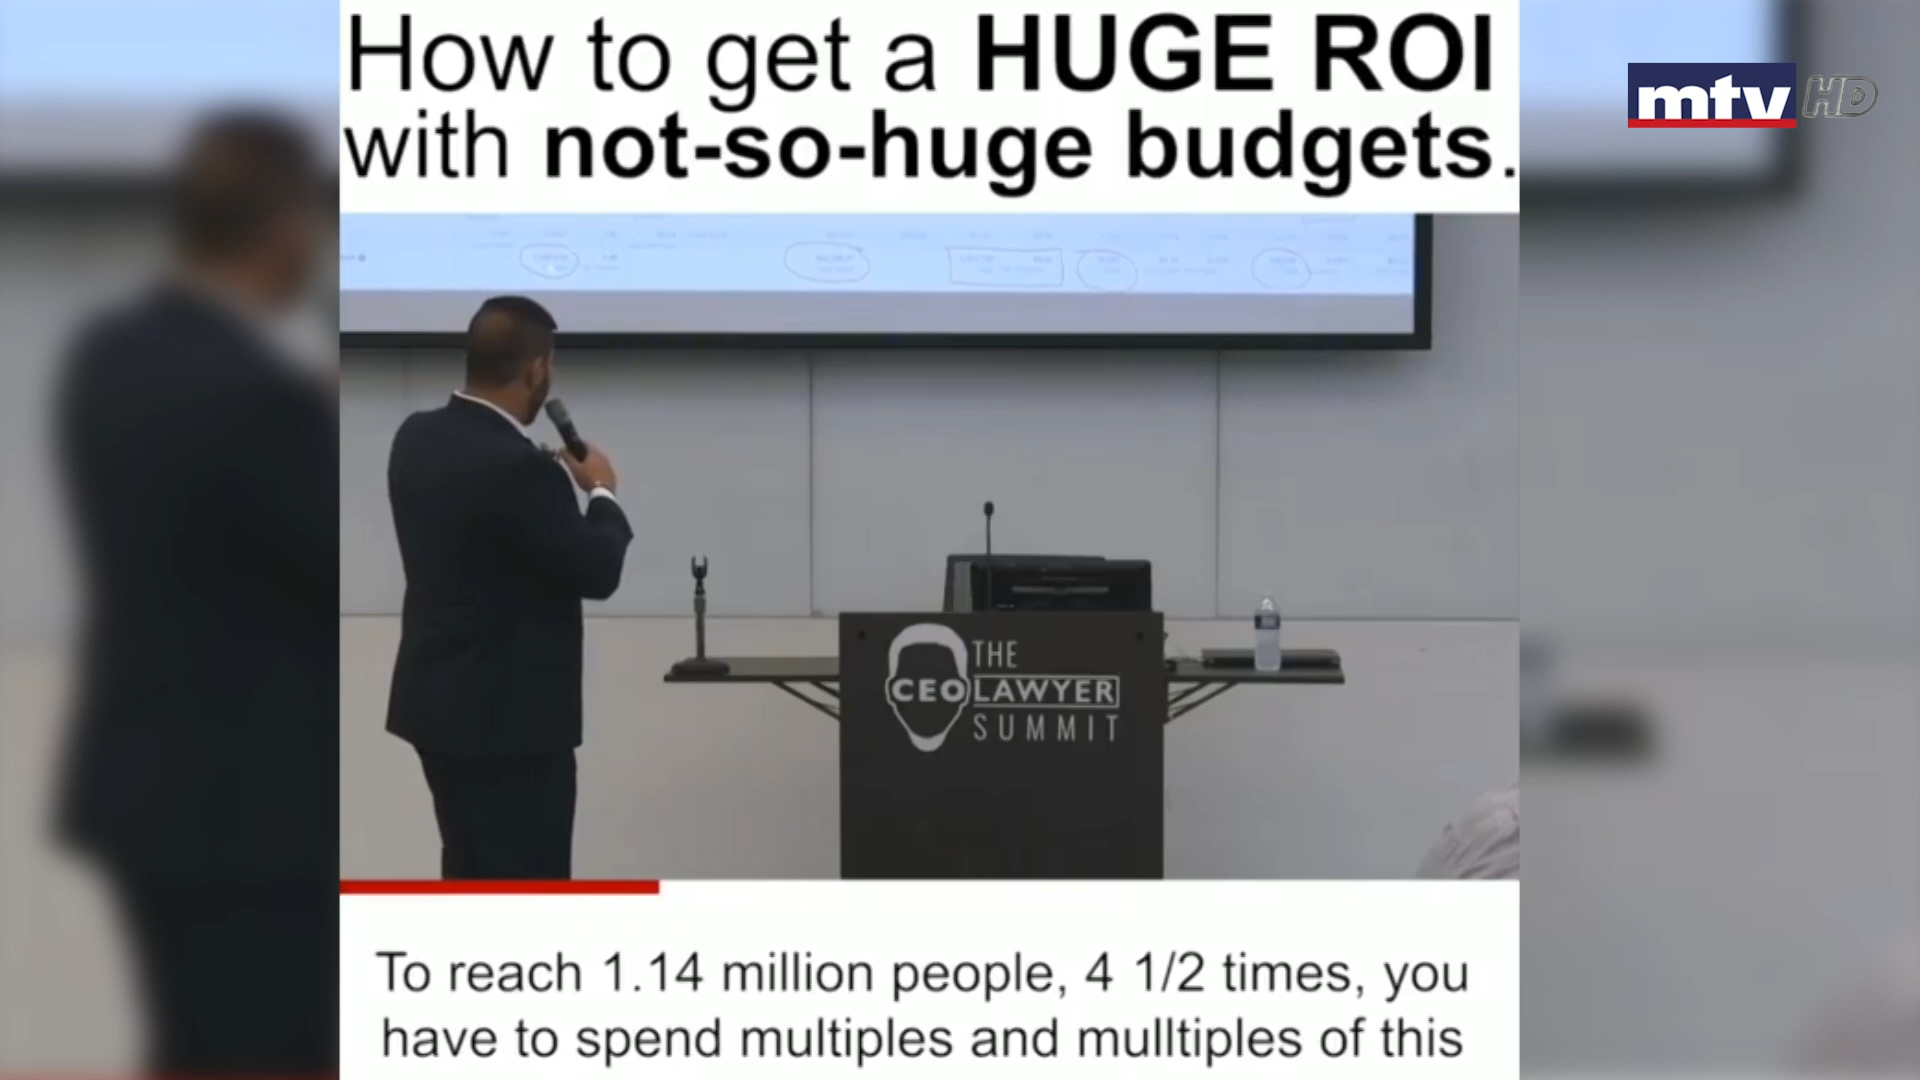 How to get a HUGE ROI
with not-so-huge budgets.
mtv HD
THE
CEO LAWYER
SUMMIT
To reach 1.14 million people, 4 1/2 times, you
have to spend multiples and mulltiples of this